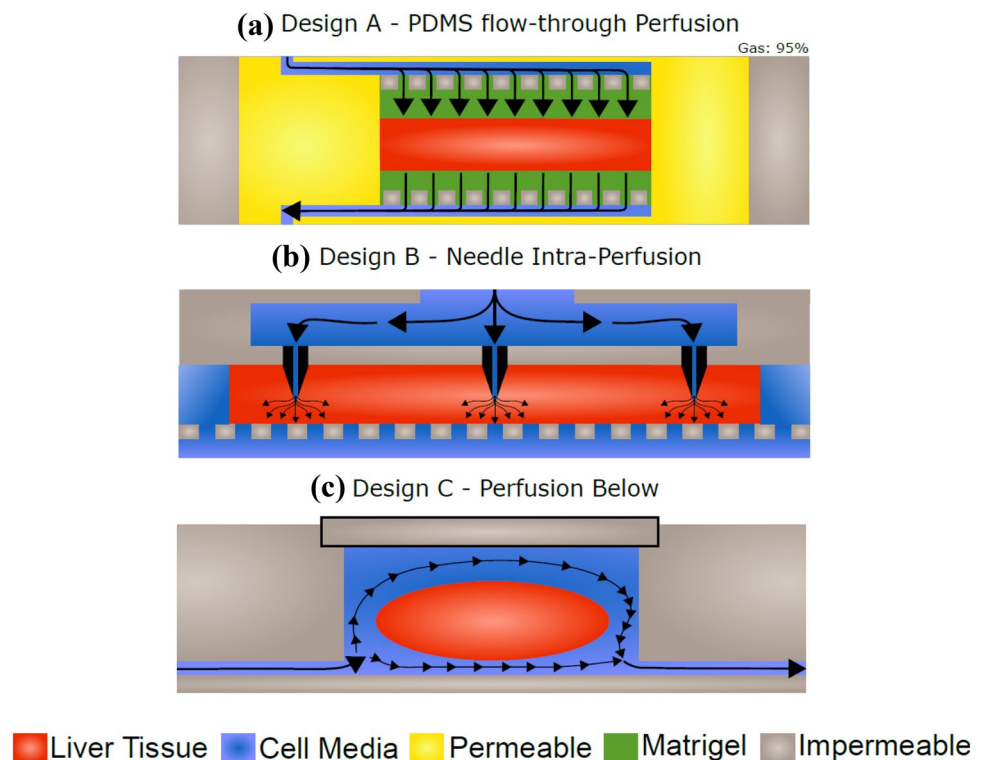 (a) Design A - PDMS flow-through Perfusion
Gas: 95%
(b) Design B - Needle Intra-Perfusion
(c) Design C - Perfusion Below
Liver Tissue Cell Media Permeable Matrigel Impermeable